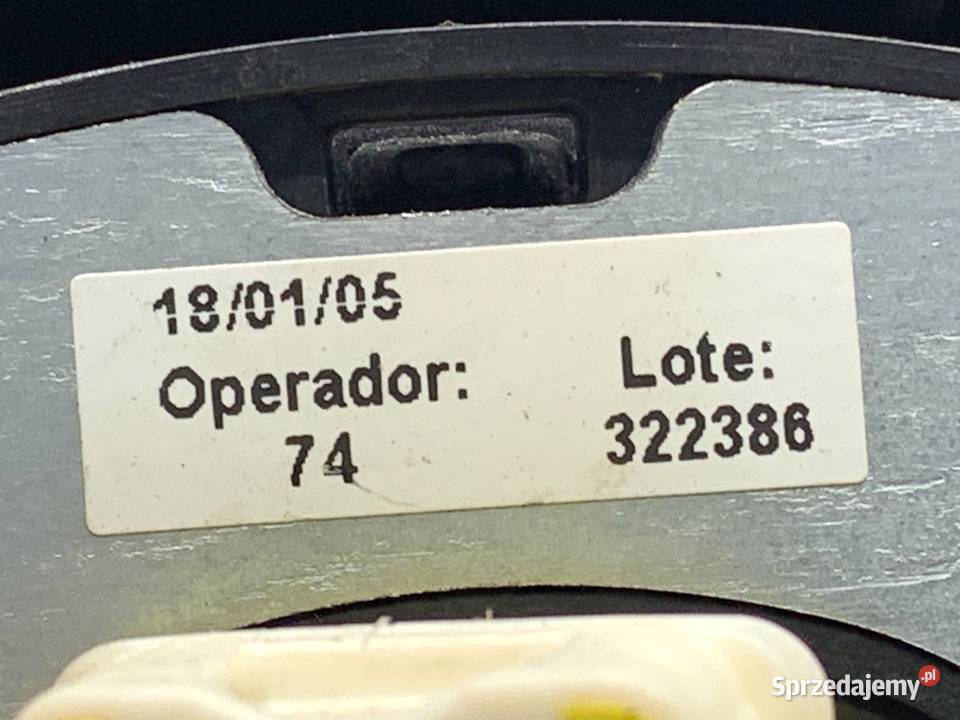 18/01/05
Operador: Lote:
74 322386
Sprzedajemy.pl